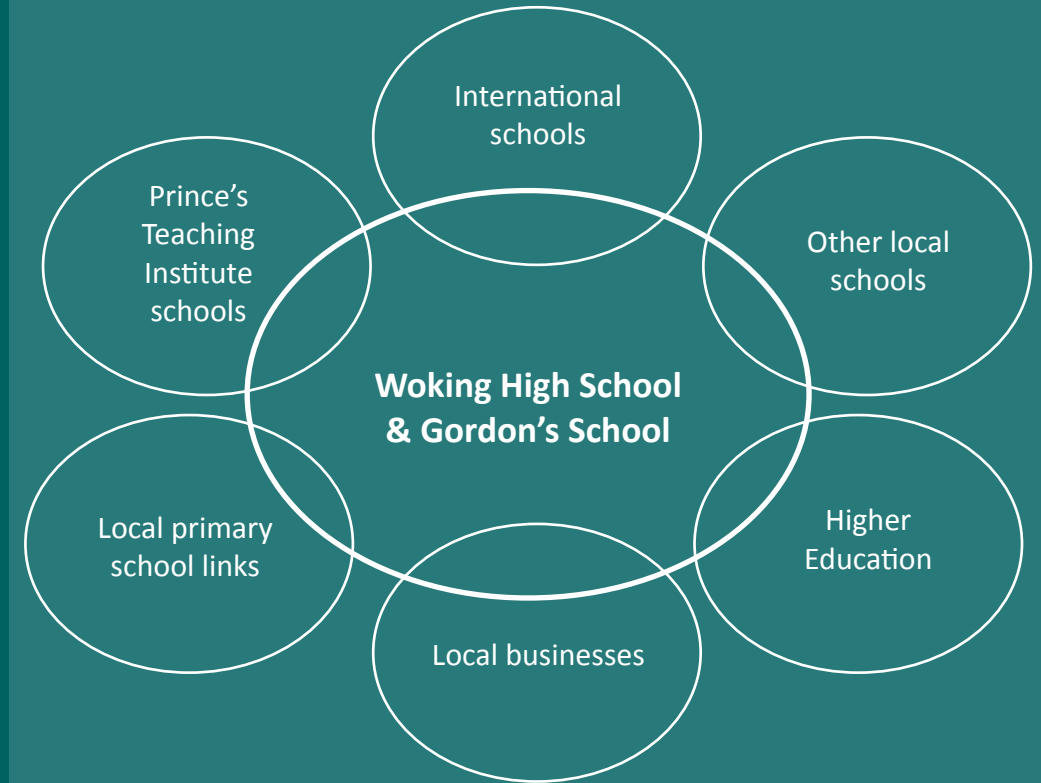 International
schools
Prince’s
Teaching
Institute
schools
Other local
schools
Woking High School
& Gordon’s School
Local primary
school links
Higher
Education
Local businesses